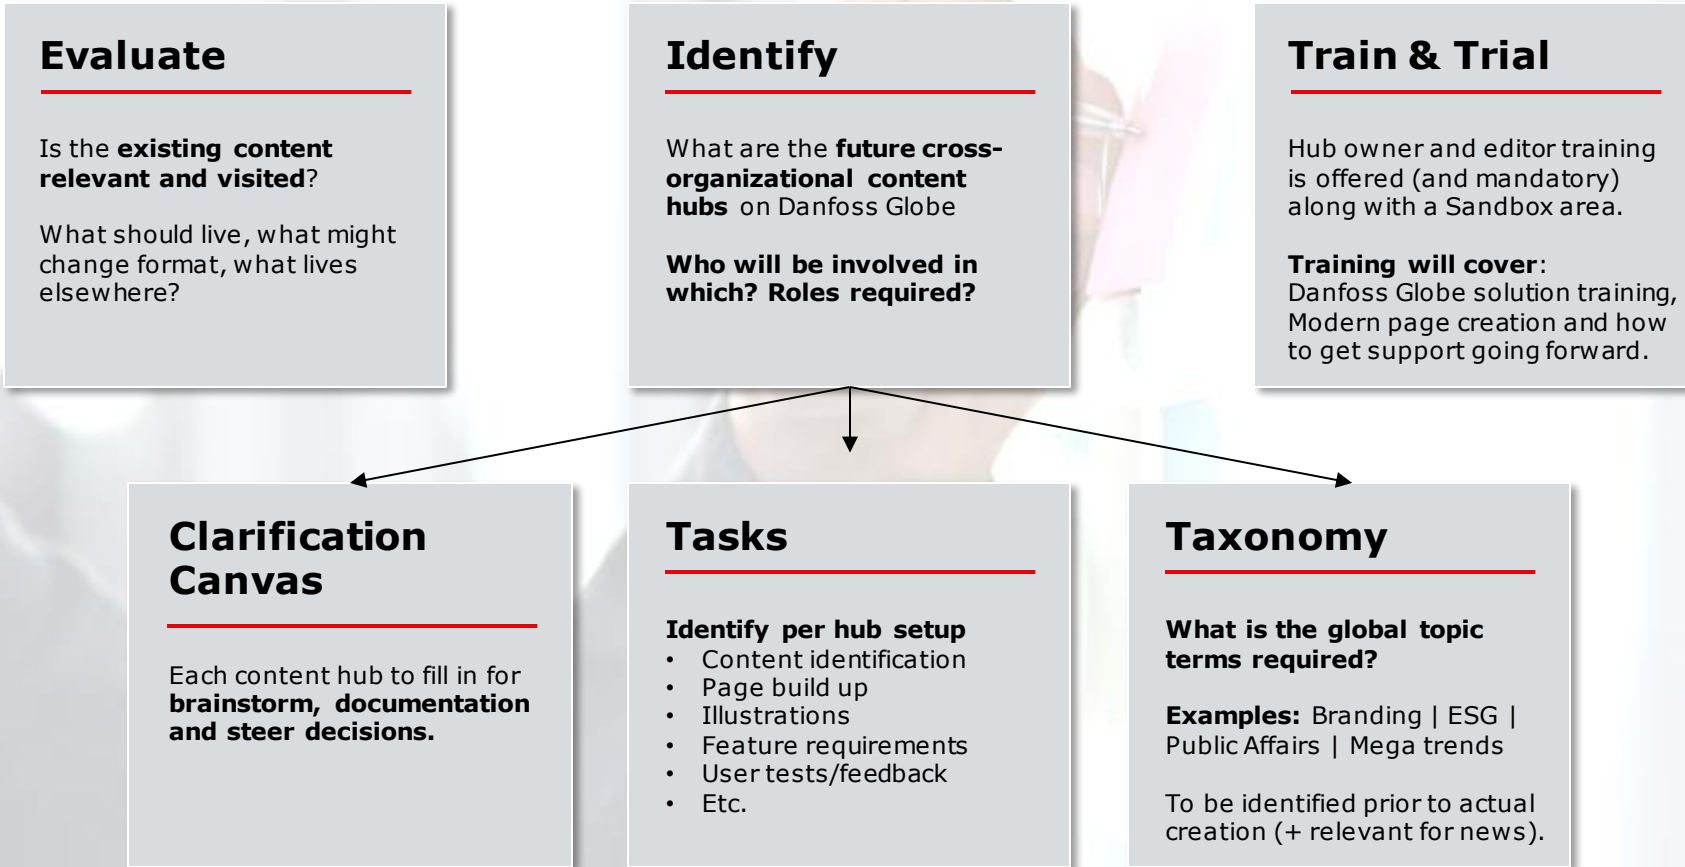 Evaluate
Is the existing content
relevant and visited?
What should live, what might
change format, what lives
elsewhere?
Identify
What are the future cross-
organizational content
hubs on Danfoss Globe
Who will be involved in
which? Roles required?
Train & Trial
Hub owner and editor training
is offered (and mandatory)
along with a Sandbox area.
Training will cover:
Danfoss Globe solution training,
Modern page creation and how
to get support going forward.
Clarification
Canvas
Each content hub to fill in for
brainstorm, documentation
and steer decisions.
Tasks
Identify per hub setup
• Content identification
• Page build up
• Illustrations
• Feature requirements
• User tests/feedback
• Etc.
Taxonomy
What is the global topic
terms required?
Examples: Branding | ESG |
Public Affairs | Mega trends
To be identified prior to actual
creation (+ relevant for news).